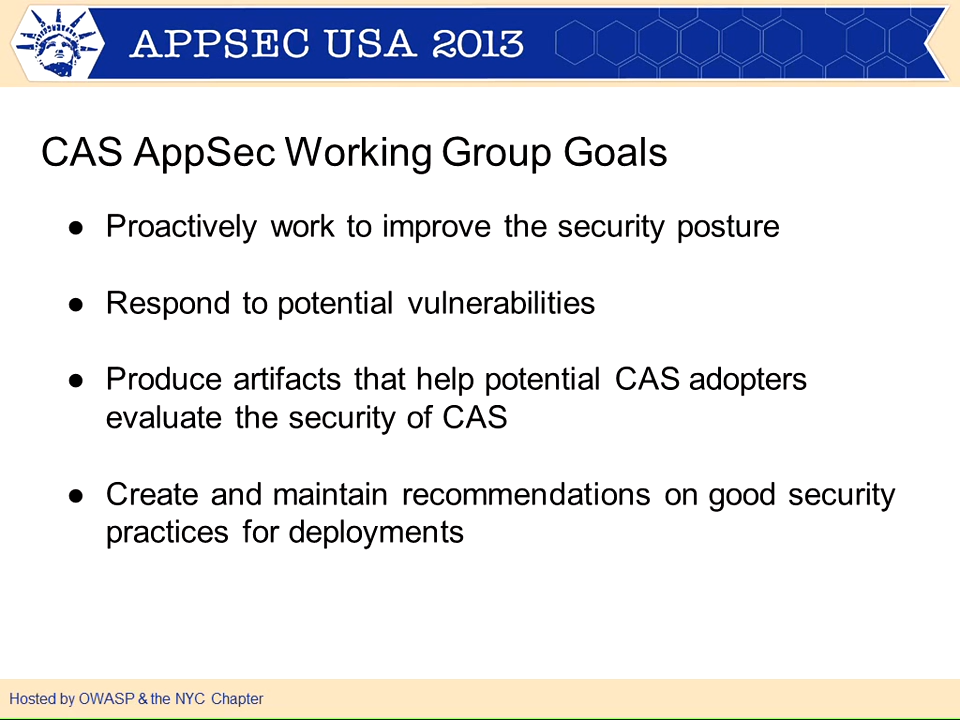 APPSEC USA 2013
CAS AppSec Working Group Goals
● Proactively work to improve the security posture
● Respond to potential vulnerabilities
● Produce artifacts that help potential CAS adopters
evaluate the security of CAS
● Create and maintain recommendations on good security
practices for deployments
Hosted by OWASP & the NYC Chapter